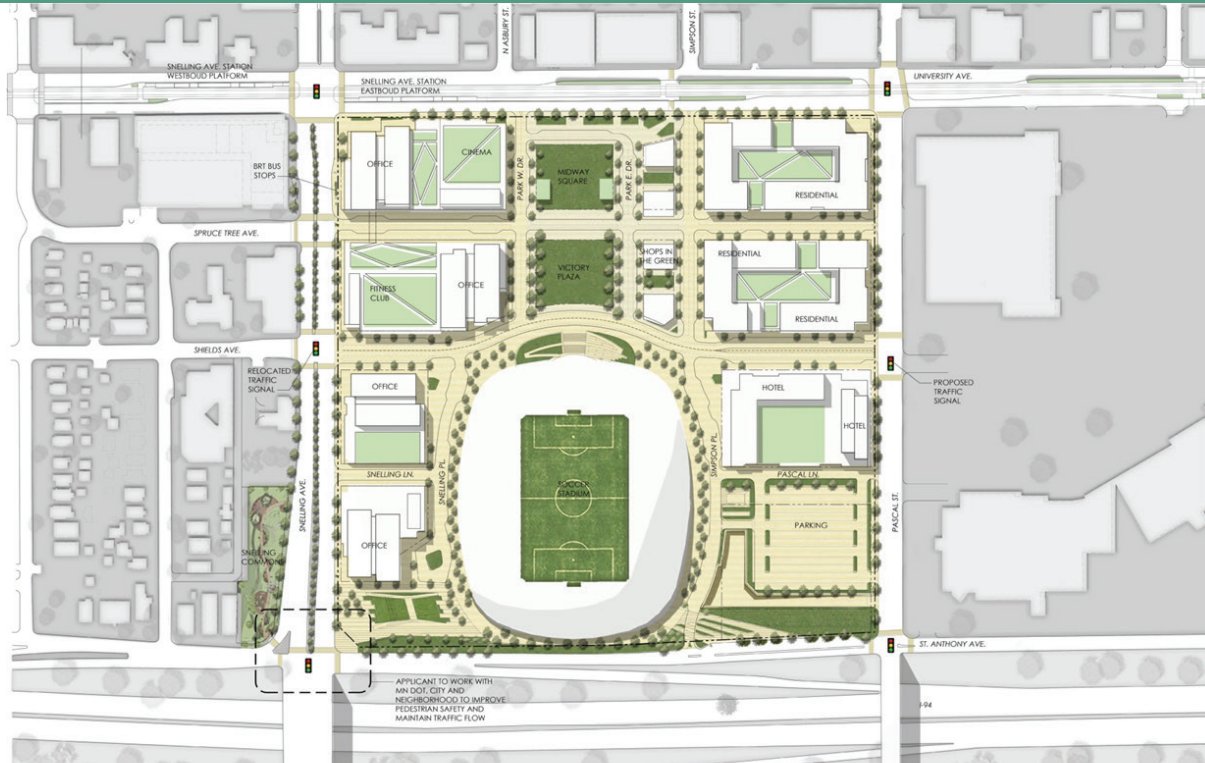 N ASBURY ST.
SIMPSON ST.
SNELLING AVE. STATION
WESTBOUD PLATFORM
SNELLING AVE. STATION
EASTBOUD PLATFORM
UNIVERSITY AVE.
BRT BUS
STOPS
OFFICE
CINEMA
PARK W. DR.
MIDWAY
SQUARE
PARK E. DR.
RESIDENTIAL
SPRUCE TREE AVE.
FITNESS
CLUB
OFFICE
VICTORY
PLAZA
SHOPS IN
THE GREEN
RESIDENTIAL
RESIDENTIAL
SHIELDS AVE.
RELOCATED
TRAFFIC
SIGNAL
OFFICE
HOTEL
HOTEL
PROPOSED
TRAFFIC
SIGNAL
SNELLING LN.
SNELLING PL.
SIMPSON PL.
PASCAL LN.
SNELLING AVE.
SOCCER
STADIUM
PARKING
PASCAL ST.
OFFICE
SNELLING
COMMONS
ST. ANTHONY AVE.
APPLICANT TO WORK WITH
MN DOT, CITY AND
NEIGHBORHOOD TO IMPROVE
PEDESTRIAN SAFETY AND
MAINTAIN TRAFFIC FLOW
I-94